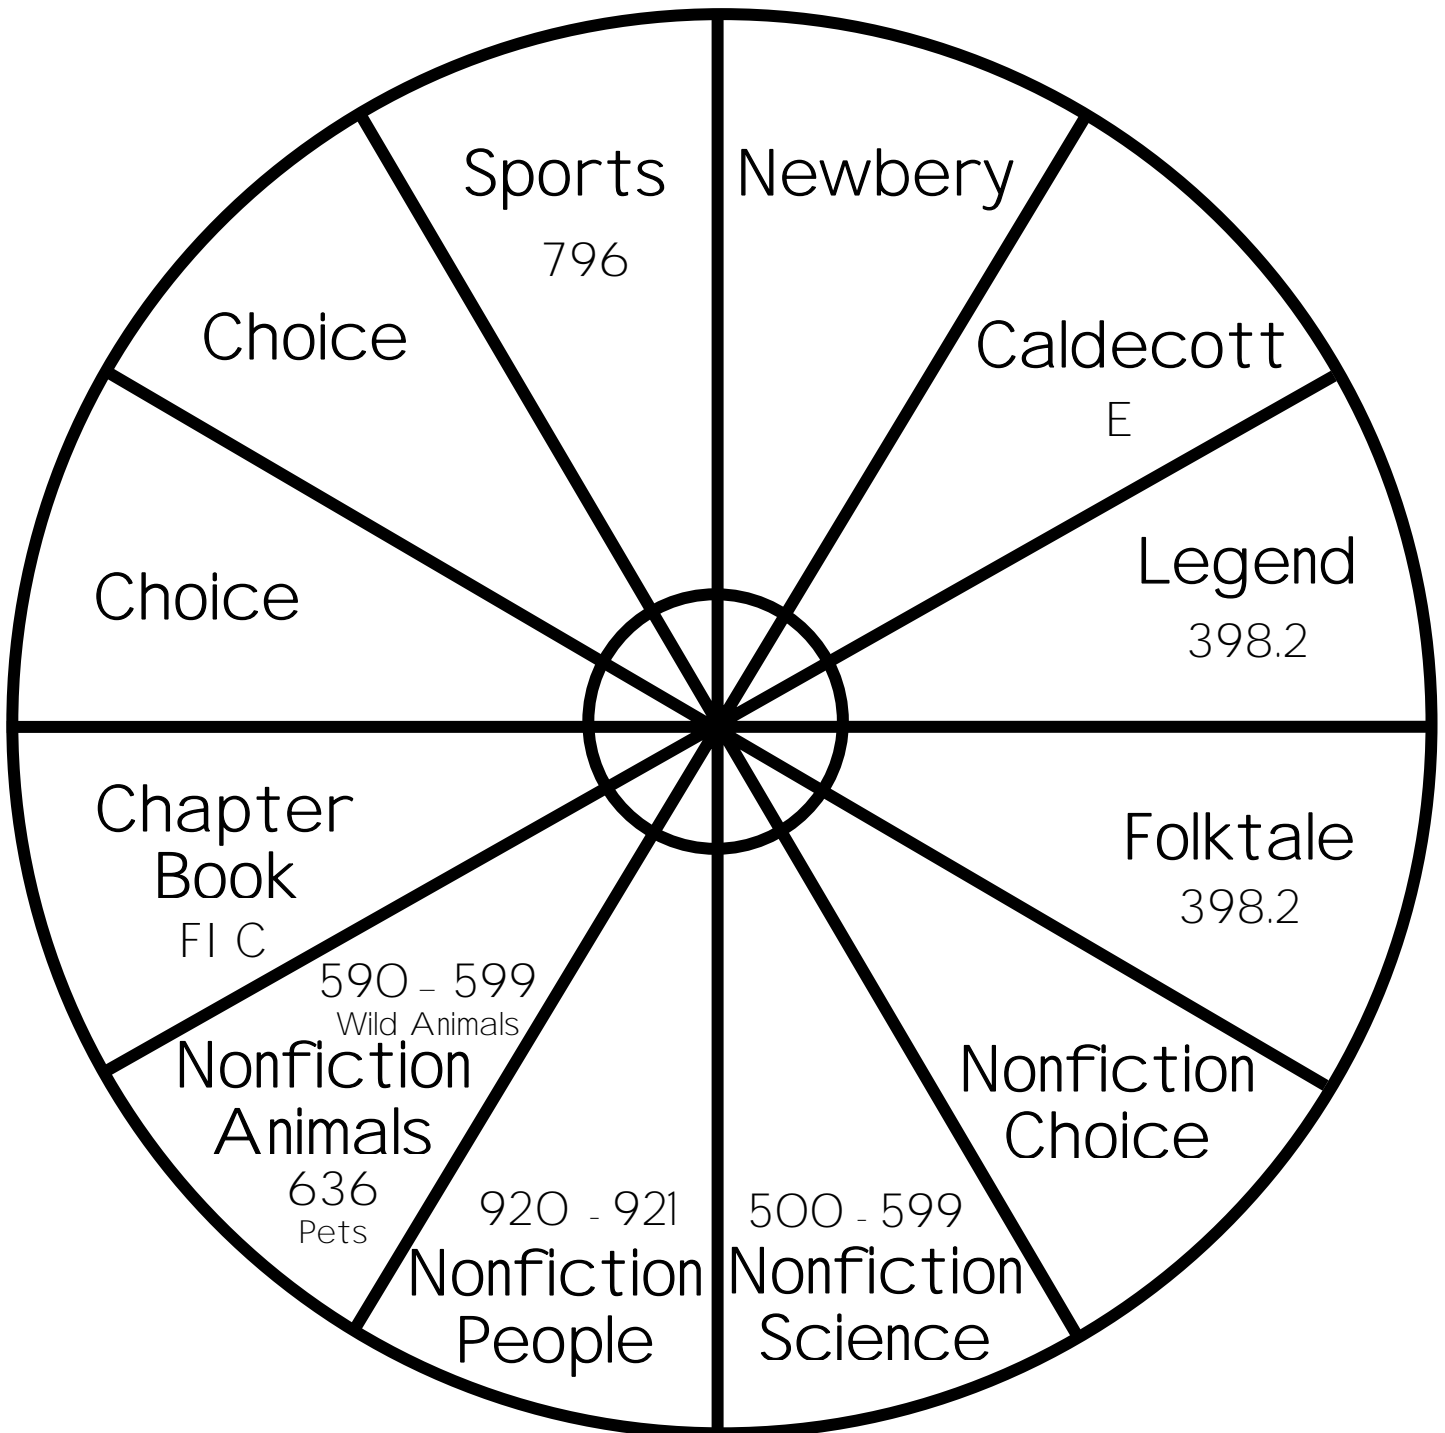 Sports
796
Newbery
Caldecott
E
Legend
398.2
Folktale
398.2
Nonfiction
Choice
500 - 599
Nonfiction
Science
920 - 921
Nonfiction
People
590 - 599
Wild Animals
Nonfiction
Animals
636
Pets
Chapter
Book
FI C
Choice
Choice